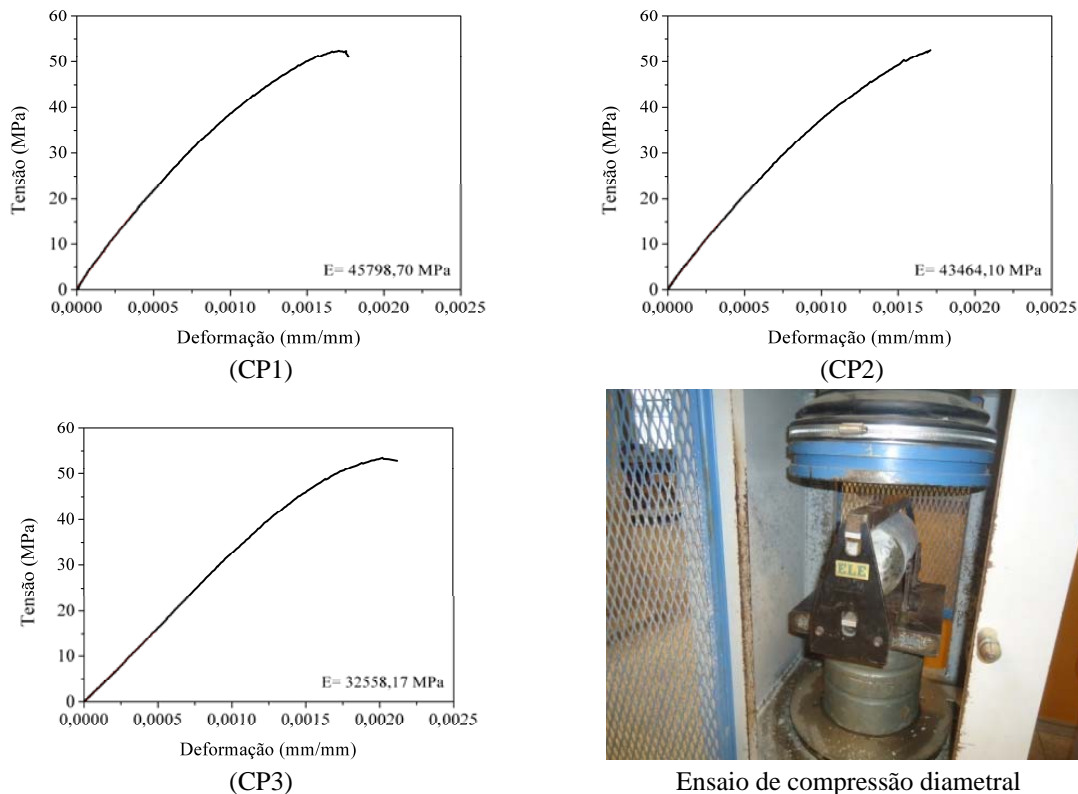 60
50
40
30
20
10
0
Tensão (MPa)
E= 45798,70 MPa
0,0000 0,0005 0,0010 0,0015 0,0020 0,0025
Deformação (mm/mm)
(CP1)
60
50
40
30
20
10
0
Tensão (MPa)
E= 43464,10 MPa
0,0000 0,0005 0,0010 0,0015 0,0020 0,0025
Deformação (mm/mm)
(CP2)
60
50
40
30
20
10
0
Tensão (MPa)
E= 32558,17 MPa
0,0000 0,0005 0,0010 0,0015 0,0020 0,0025
Deformação (mm/mm)
(CP3)
ELE
Ensaio de compressão diametral